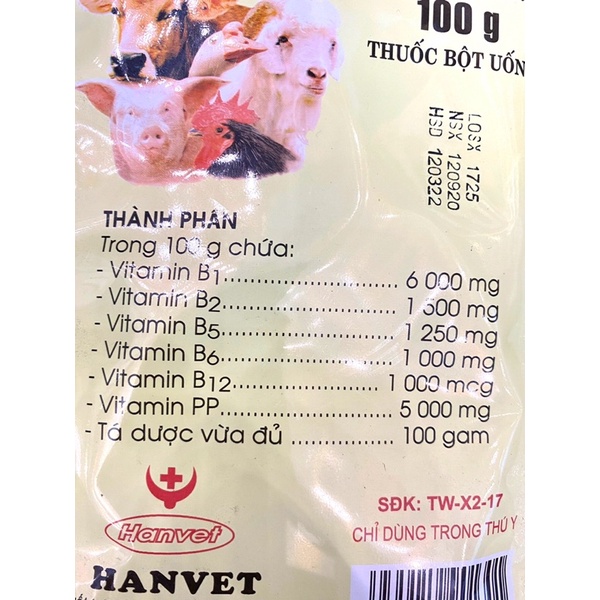 100 g
THUỐC BỘT UỐN
LOSX 1725
NSX 120920
HSD 120322
THÀNH PHẦN
Trong 100 g chứa:
- Vitamin B1............................. 6 000 mg
- Vitamin B2............................. 1 500 mg
- Vitamin B5............................. 1 250 mg
- Vitamin B6............................. 1 000 mg
- Vitamin B12........................ 1 000 mcg
- Vitamin PP............................. 5 000 mg
- Tá dược vừa đủ .................. 100 gam
Hanvet
HANVET
SĐK: TW-X2-17
CHỈ DÙNG TRONG THÚ Y